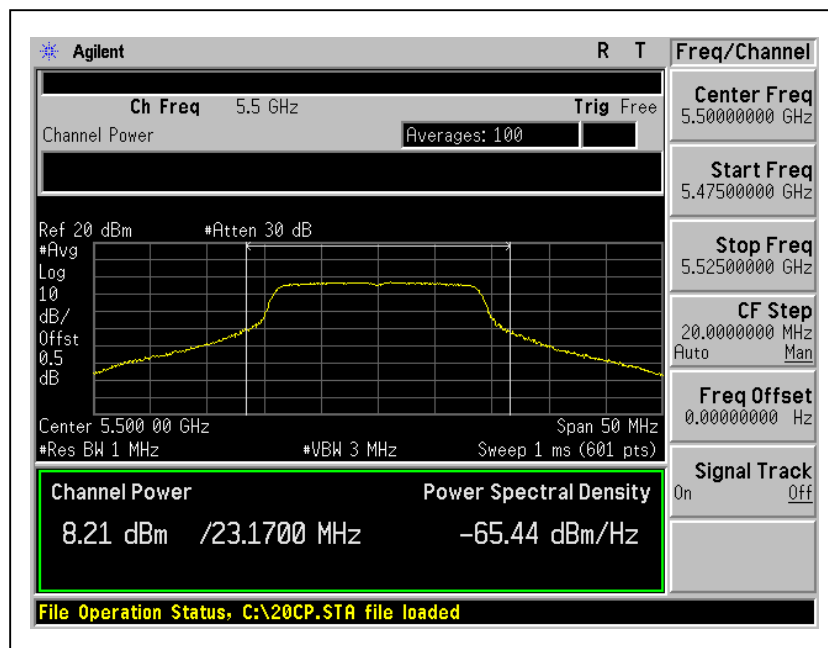 Agilent R T Freq/Channel
Ch Freq 5.5 GHz Trig Free
Channel Power Averages: 100
Center Freq
5.50000000 GHz
Start Freq
5.47500000 GHz
Stop Freq
5.52500000 GHz
CF Step
20.0000000 MHz
Auto Man
Freq Offset
0.00000000 Hz
Signal Track
On Off
Ref 20 dBm #Atten 30 dB
#Avg
Log
10
dB/
Offst
0.5
dB
Center 5.500 00 GHz Span 50 MHz
#Res BW 1 MHz #VBW 3 MHz Sweep 1 ms (601 pts)
Channel Power Power Spectral Density
8.21 dBm /23.1700 MHz -65.44 dBm/Hz
File Operation Status, C:\20CP.STA file loaded